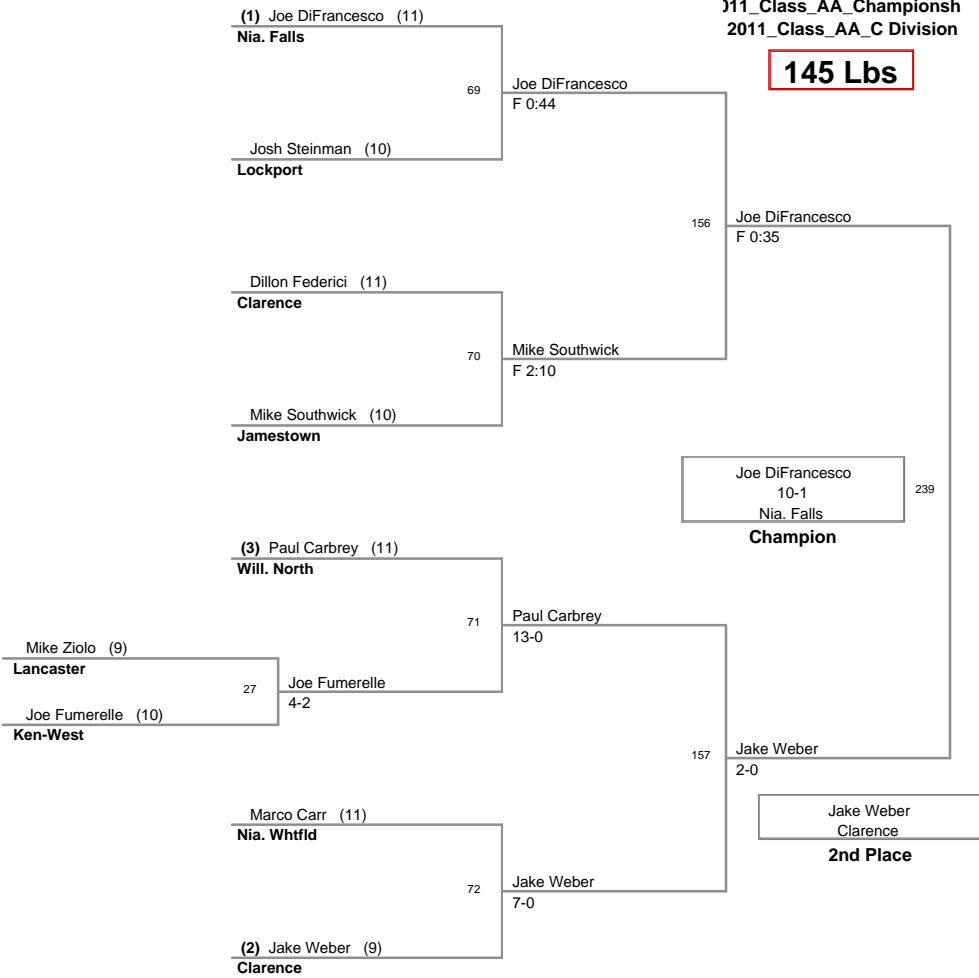 )11_Class_AA_Championsh
2011_Class_AA_C Division
145 Lbs
(1) Joe DiFrancesco (11)
Nia. Falls
69
Joe DiFrancesco
F 0:44
Josh Steinman (10)
Lockport
156
Joe DiFrancesco
F 0:35
Dillon Federici (11)
Clarence
70
Mike Southwick
F 2:10
Mike Southwick (10)
Jamestown
Joe DiFrancesco
10-1
Nia. Falls
239
Champion
(3) Paul Carbrey (11)
Will. North
71
Paul Carbrey
13-0
Mike Ziolo (9)
Lancaster
27
Joe Fumerelle
4-2
Joe Fumerelle (10)
Ken-West
157
Jake Weber
2-0
Marco Carr (11)
Nia. Whtfld
Jake Weber
Clarence
2nd Place
72
Jake Weber
7-0
(2) Jake Weber (9)
Clarence